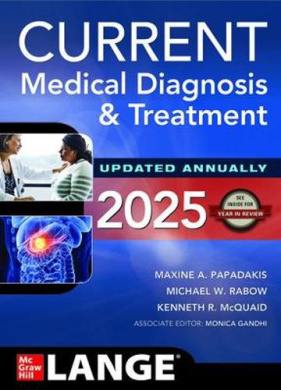 CURRENT
Medical Diagnosis
& Treatment
UPDATED ANNUALLY
2025
SEE
INSIDE FOR
YEAR IN REVIEW
MAXINE A. PAPADAKIS
MICHAEL W. RABOW
KENNETH R. McQUAID
ASSOCIATE EDITOR: MONICA GANDHI
Mc
Graw
Hill
LANGE®